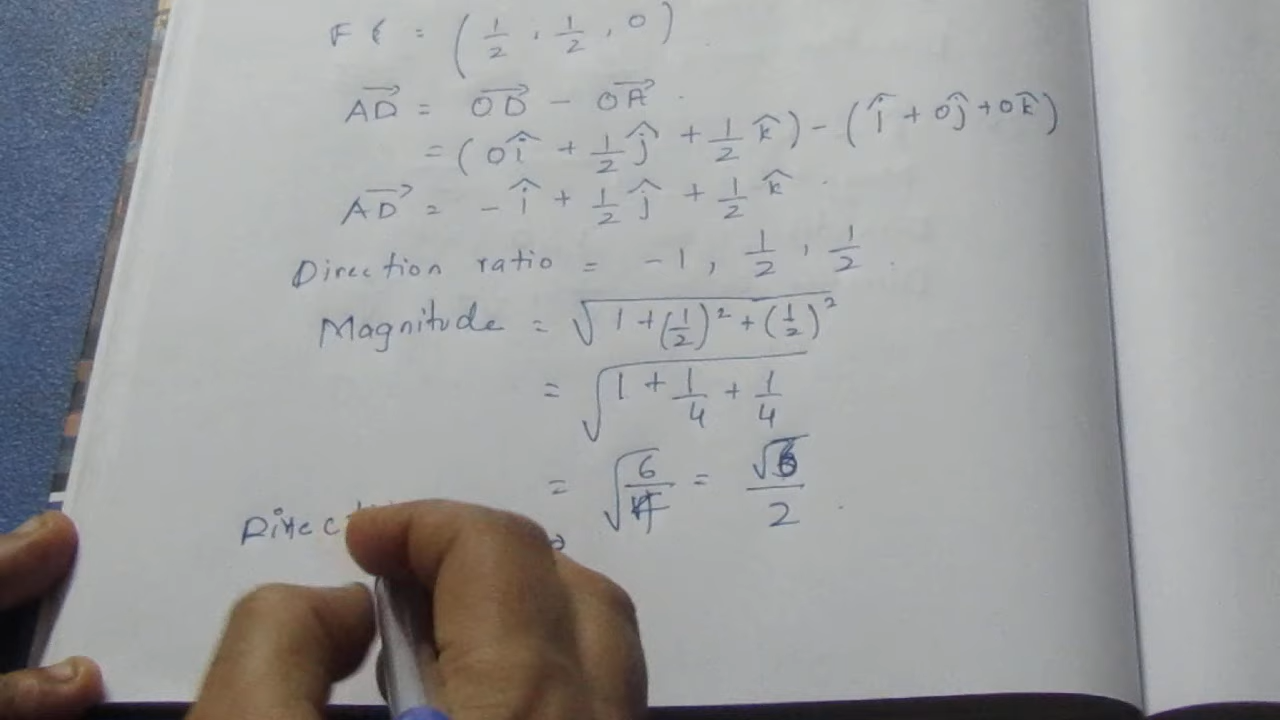 F € = (1/2, 1/2, 0)
AD⃗ = OD⃗ - OA⃗.
= (0î + 1/2 ĵ + 1/2 k̂) - (î + 0ĵ + 0k̂)
AD⃗ = -î + 1/2 ĵ + 1/2 k̂.
Direction ratio = -1, 1/2, 1/2.
Magnitude = √(1 + (1/2)² + (1/2)²)
= √(1 + 1/4 + 1/4)
= √(6/4) = √6/2.